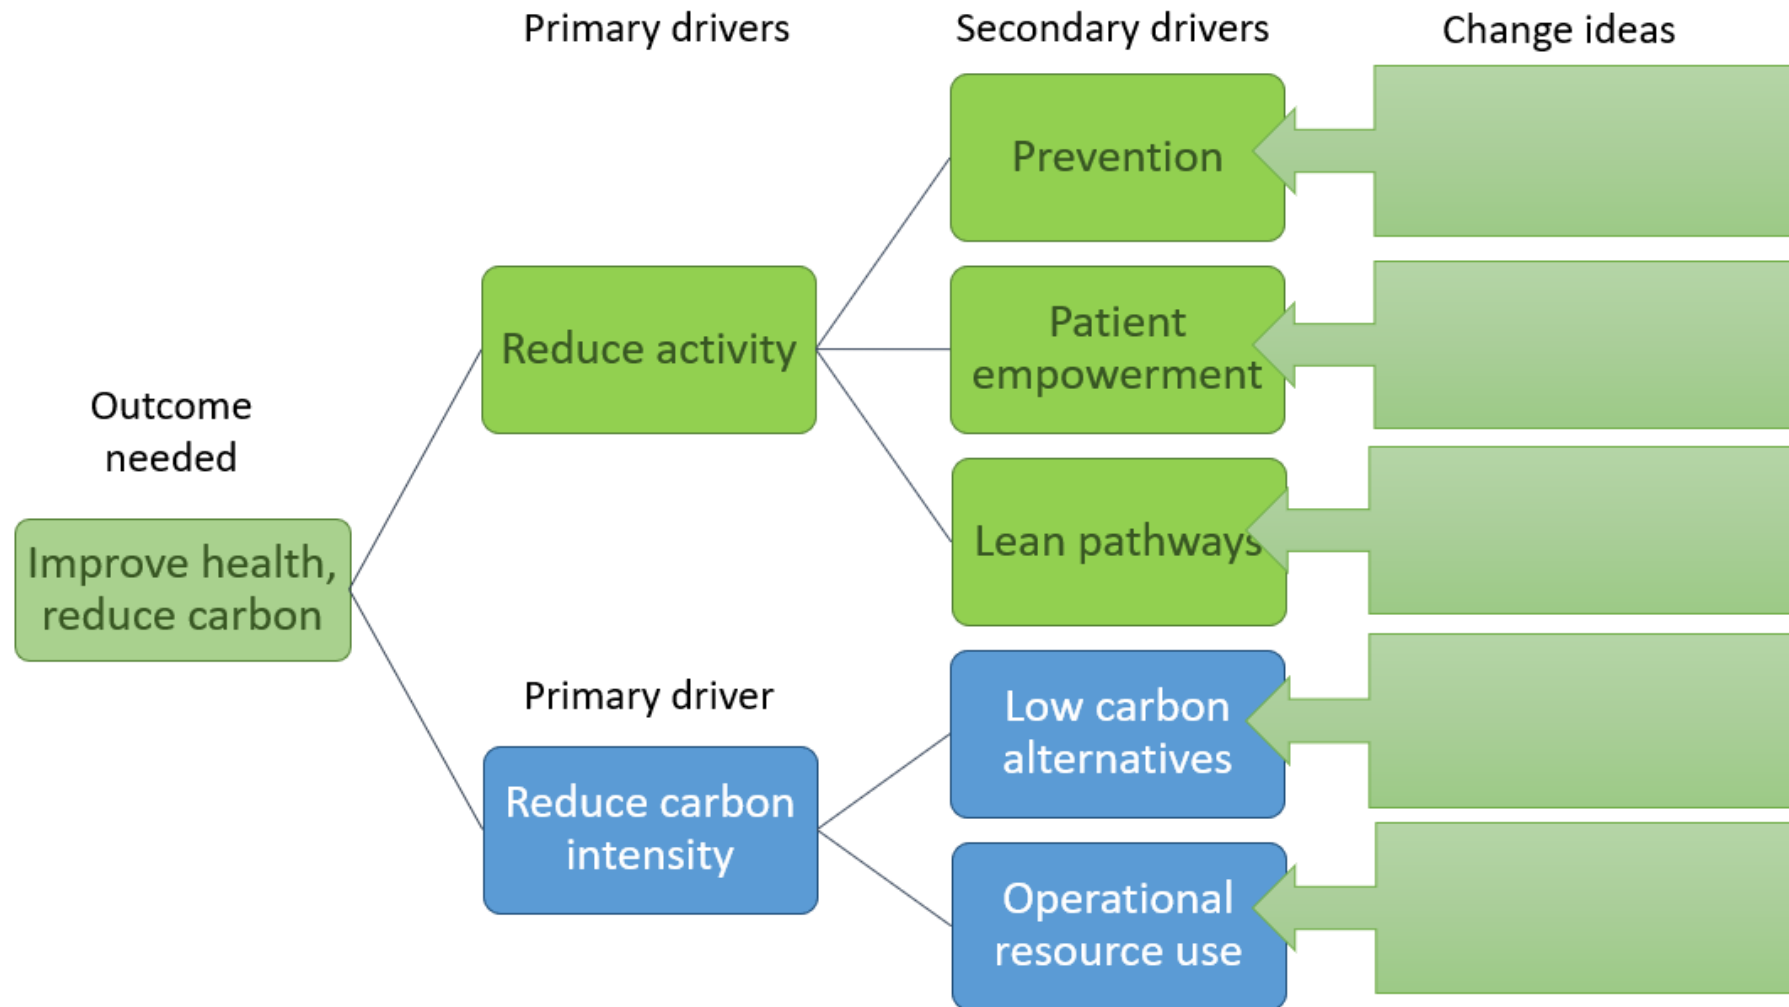 Primary drivers
Secondary drivers
Change ideas
Prevention
Reduce activity
Patient
empowerment
Outcome
needed
Lean pathways
Improve health,
reduce carbon
Primary driver
Low carbon
alternatives
Reduce carbon
intensity
Operational
resource use